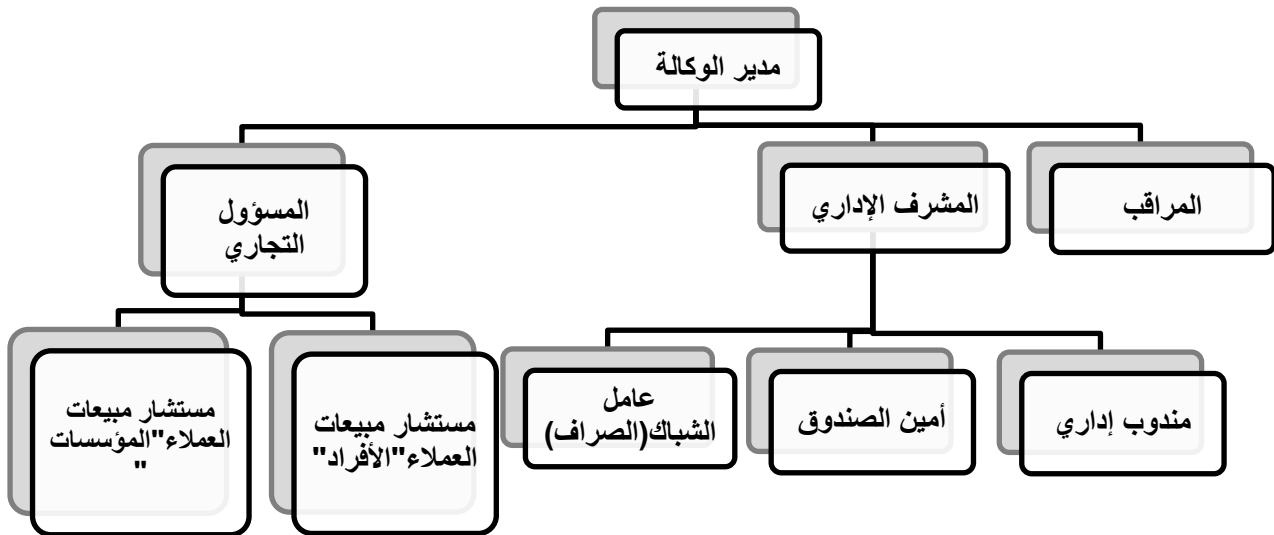 مدير الوكالة
المراقب
المشرف الإداري
المسؤول
التجاري
مندوب إداري
أمين الصندوق
عامل
الشباك(الصراف)
مستشار مبيعات
العملاء"الأفراد"
مستشار مبيعات
العملاء"المؤسسات
"